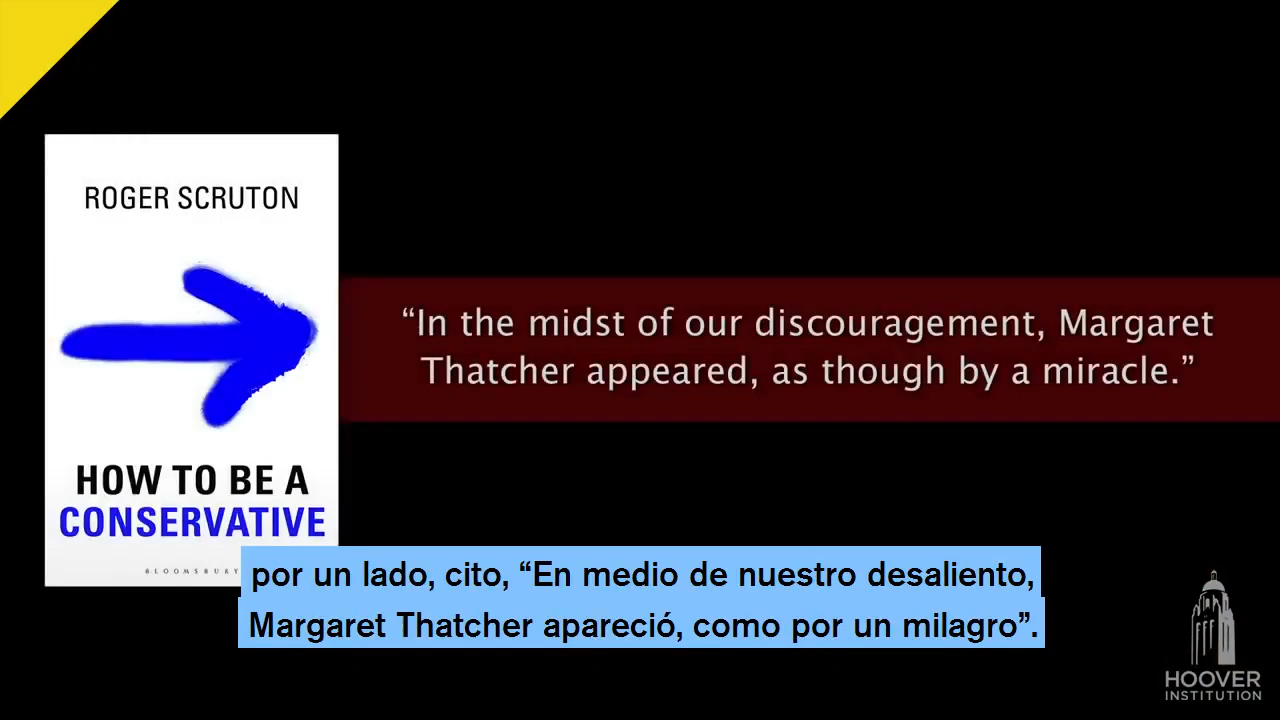 ROGER SCRUTON
HOW TO BE A
CONSERVATIVE
BLOOMSBURY
“In the midst of our discouragement, Margaret
Thatcher appeared, as though by a miracle.”
por un lado, cito, “En medio de nuestro desaliento,
Margaret Thatcher apareció, como por un milagro”.
HOOVER
INSTITUTION